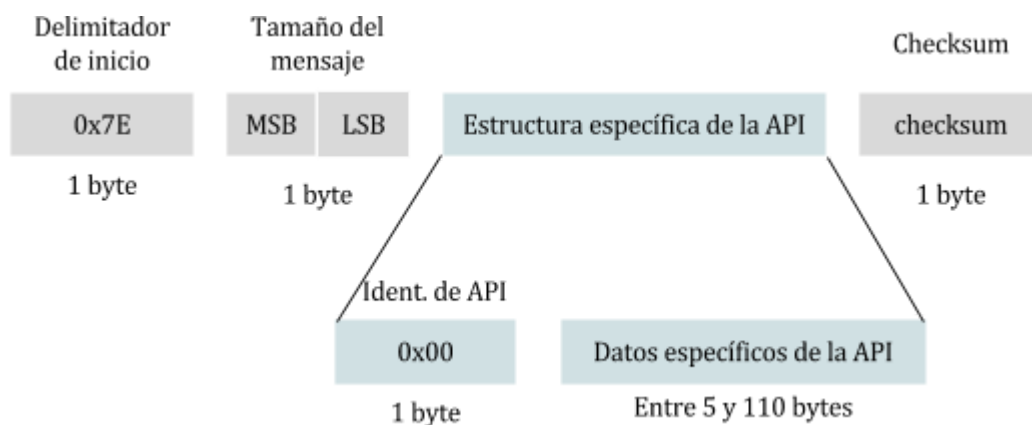 Delimitador
de inicio
Tamaño del
mensaje
Checksum
0x7E
MSB
LSB
Estructura específica de la API
checksum
1 byte
1 byte
1 byte
Ident. de API
0x00
Datos específicos de la API
1 byte
Entre 5 y 110 bytes